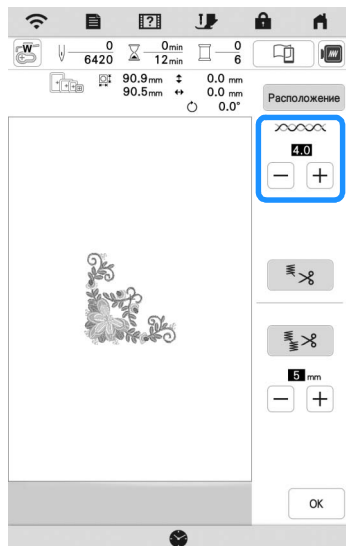 W 0 0min 0
6420 12min 6
90.9mm 0.0 mm
90.5mm 0.0 mm
0.0°
Расположение
4.0
− +
5 mm
− +
OK